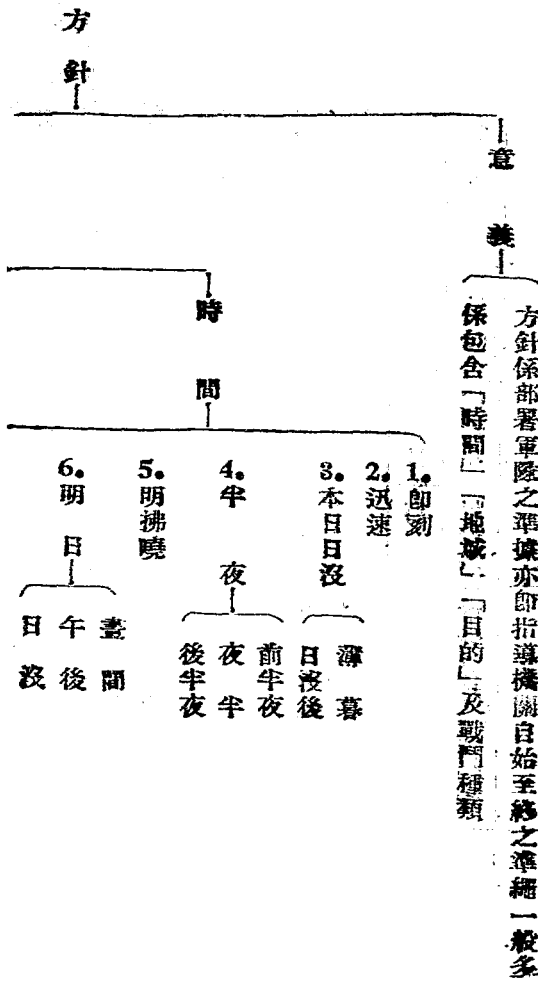 方針
意義
方針係部署軍隊之準據亦即指導機關自始至終之準繩一般多
係包含「時間」「地域」「目的」及戰鬥種類
時間
1.即刻
2.迅速
3.本日日沒
薄暮
日沒後
4.半夜
前半夜
夜半
後半夜
5.明拂曉
6.明日
晝間
午後
日沒